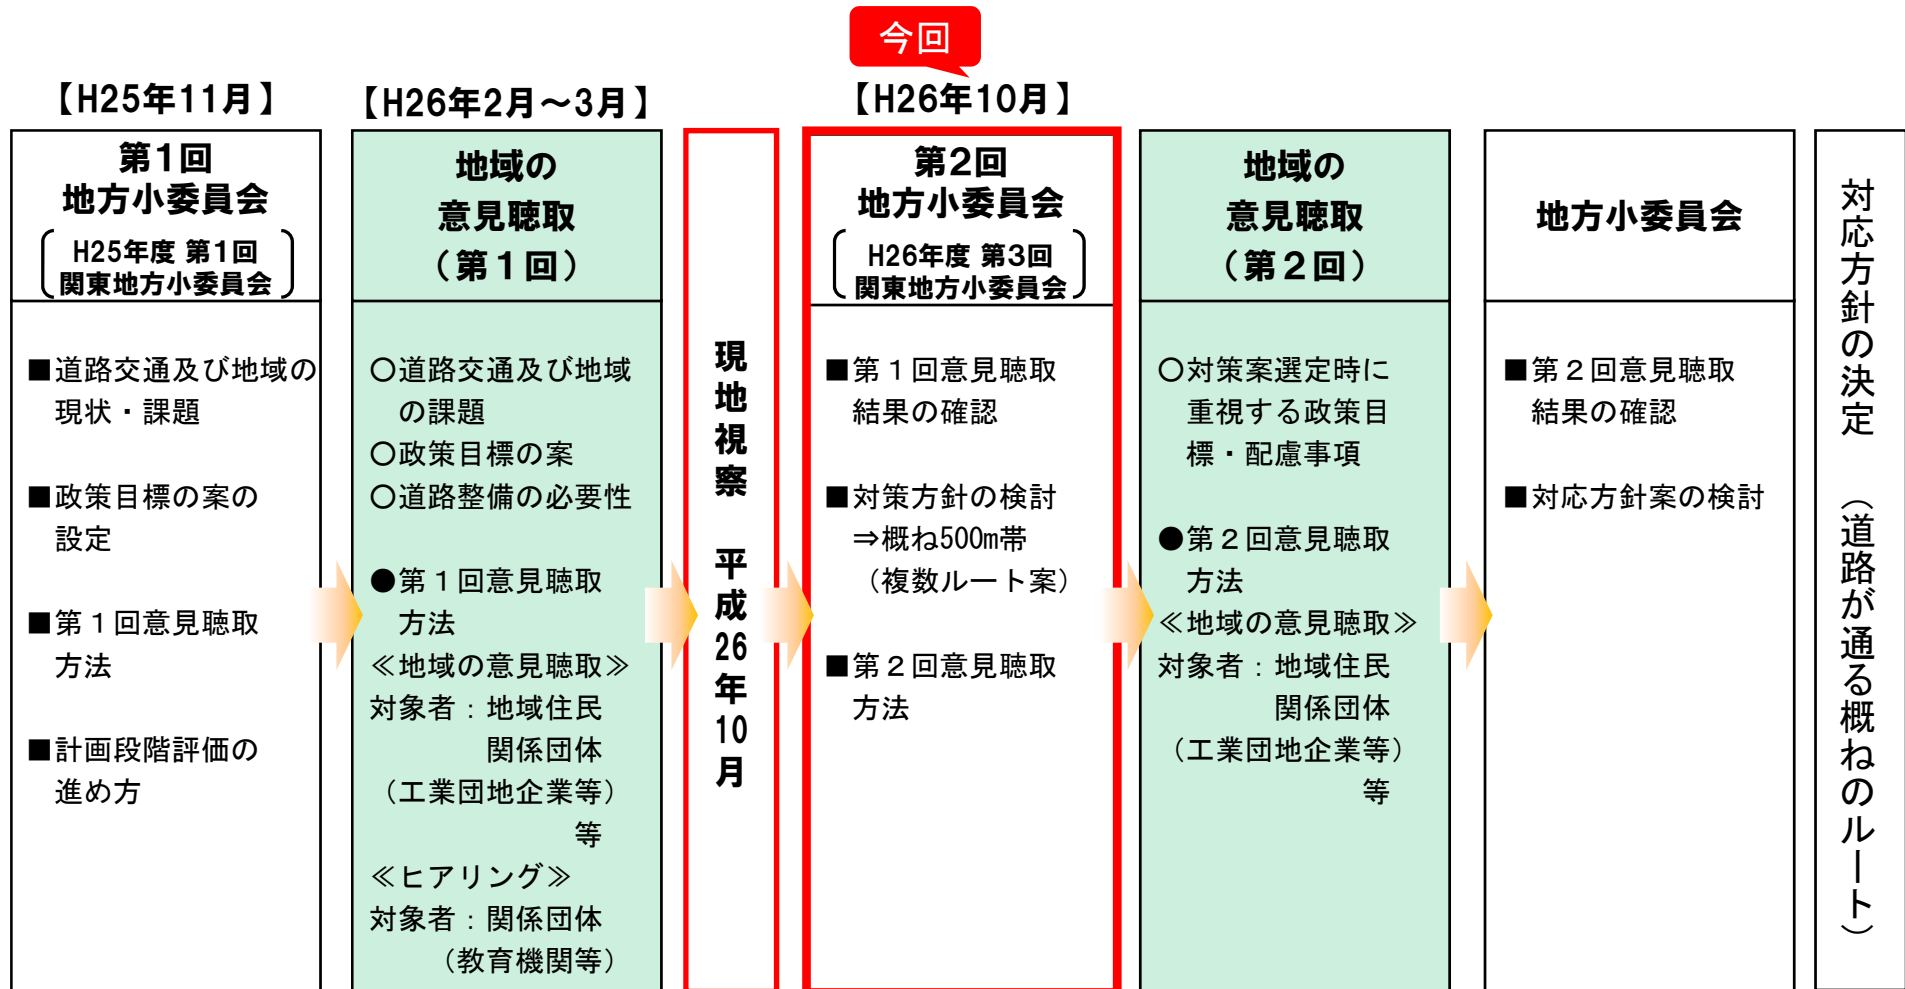 今回
【H25年11月】
第1回
地方小委員会
H25年度 第1回
関東地方小委員会
■道路交通及び地域の
現状・課題
■政策目標の案の
設定
■第１回意見聴取
方法
■計画段階評価の
進め方
【H26年2月～3月】
地域の
意見聴取
（第１回）
○道路交通及び地域
の課題
○政策目標の案
○道路整備の必要性
●第１回意見聴取
方法
≪地域の意見聴取≫
対象者：地域住民
関係団体
（工業団地企業等）
等
≪ヒアリング≫
対象者：関係団体
（教育機関等）
現地視察　平成26年10月
【H26年10月】
第2回
地方小委員会
H26年度 第3回
関東地方小委員会
■第１回意見聴取
結果の確認
■対策方針の検討
⇒概ね500m帯
（複数ルート案）
■第２回意見聴取
方法
地域の
意見聴取
（第２回）
○対策案選定時に
重視する政策目
標・配慮事項
●第２回意見聴取
方法
≪地域の意見聴取≫
対象者：地域住民
関係団体
（工業団地企業等）
等
地方小委員会
■第２回意見聴取
結果の確認
■対応方針案の検討
対応方針の決定　（道路が通る概ねのルート）